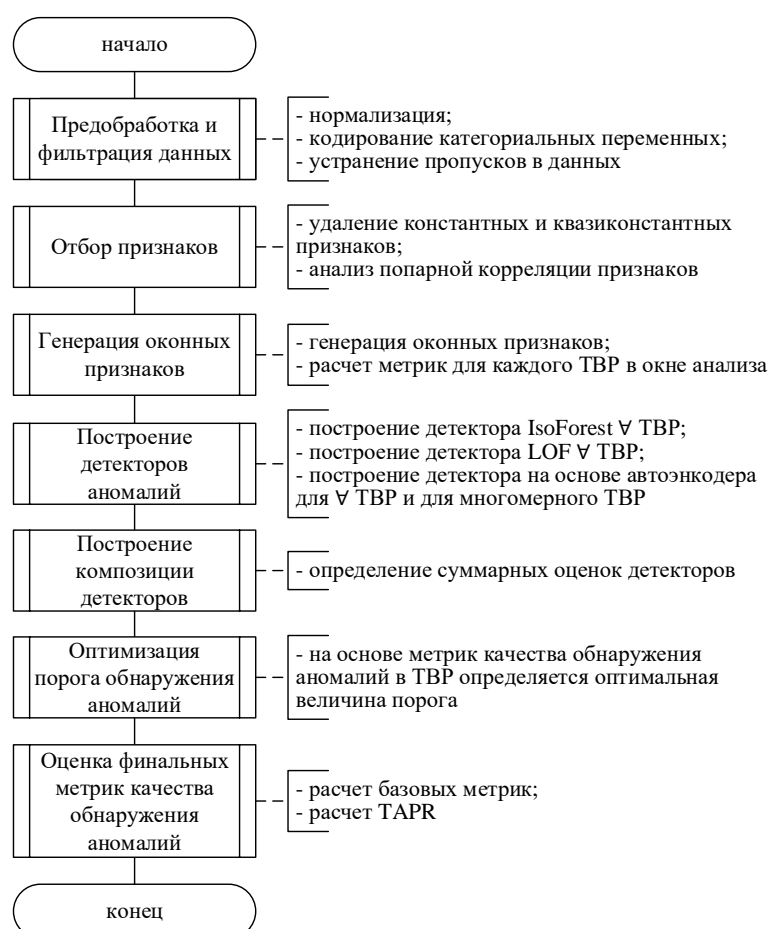 начало
Предобработка и
фильтрация данных
- нормализация;
- кодирование категориальных переменных;
- устранение пропусков в данных
Отбор признаков
- удаление константных и квазиконстантных
признаков;
- анализ попарной корреляции признаков
Генерация оконных
признаков
- генерация оконных признаков;
- расчет метрик для каждого ТВР в окне анализа
Построение
детекторов
аномалий
- построение детектора IsoForest ∀ ТВР;
- построение детектора LOF ∀ ТВР;
- построение детектора на основе автоэнкодера
для ∀ ТВР и для многомерного ТВР
Построение
композиции
детекторов
- определение суммарных оценок детекторов
Оптимизация
порога обнаружения
аномалий
- на основе метрик качества обнаружения
аномалий в ТВР определяется оптимальная
величина порога
Оценка финальных
метрик качества
обнаружения
аномалий
- расчет базовых метрик;
- расчет TAPR
конец